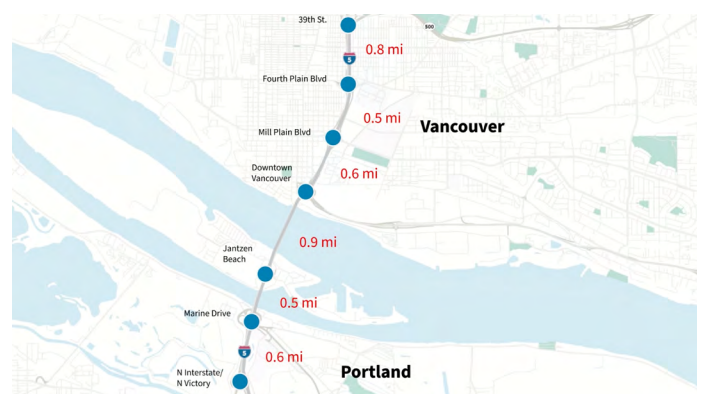 39th St.
500
0.8 mi
5
Fourth Plain Blvd
0.5 mi
Vancouver
Mill Plain Blvd
0.6 mi
Downtown
Vancouver
0.9 mi
Jantzen
Beach
0.5 mi
Marine Drive
5
0.6 mi
Portland
N Interstate/
N Victory